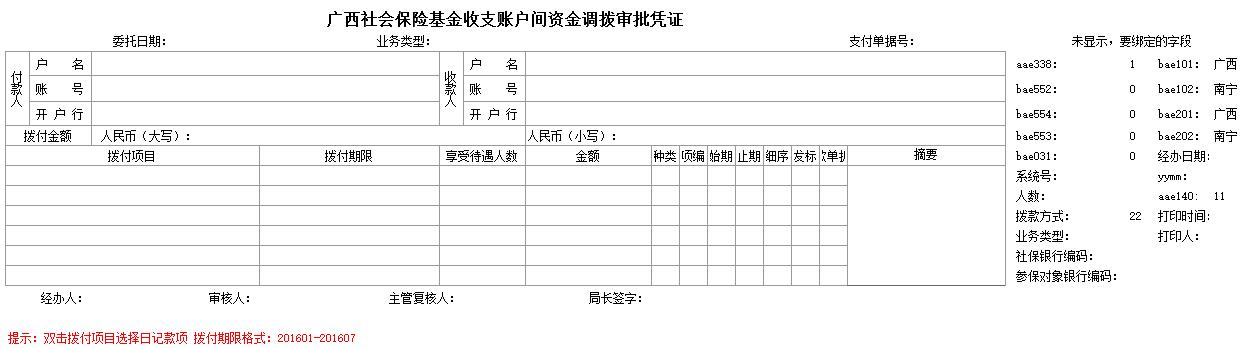 广西社会保险基金收支账户间资金调拨审批凭证
委托日期: 业务类型: 支付单据号: 未显示，要绑定的字段
付款人 户 名 收款人 户 名 aae338: 1 bae101: 广西
账 号 账 号 bae552: 0 bae102: 南宁
开 户 行 开 户 行 bae554: 0 bae201: 广西
拨付金额 人民币（大写）: 人民币（小写）: bae553: 0 bae202: 南宁
拨付项目 拨付期限 享受待遇人数 金额 种类 项编 始期 止期 细序 发标 单据 摘要 bae031: 0 经办日期:
系统号: yymm:
人数: aae140: 11
拨款方式: 22 打印时间:
业务类型: 打印人:
社保银行编码:
参保对象银行编码:
经办人: 审核人: 主管复核人: 局长签字:
提示: 双击拨付项目选择日记款项 拨付期限格式: 201601-201607